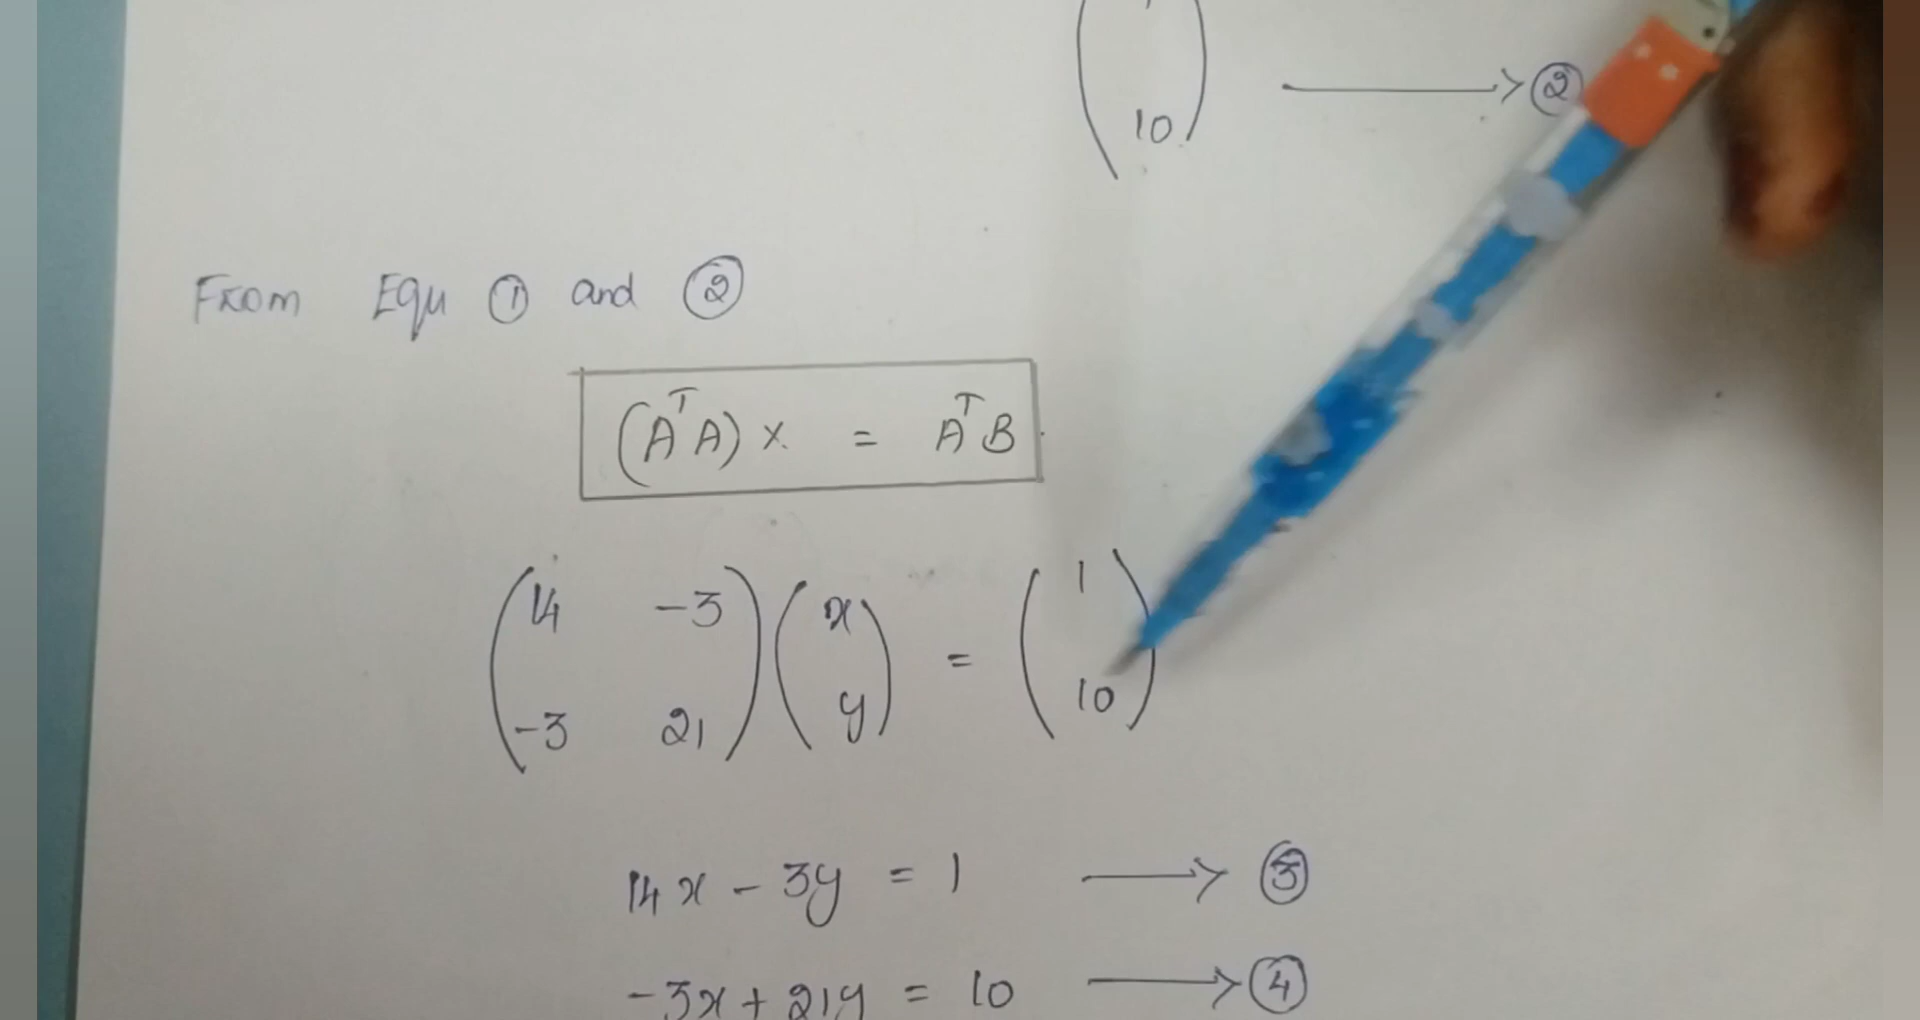 10 → ②
From Equ ① and ②
(AᵀA) x = AᵀB
( 14 -3 ) ( x ) = ( 1 )
( -3 21 ) ( y ) ( 10 )
14x - 3y = 1 → ③
-3x + 21y = 10 → ④